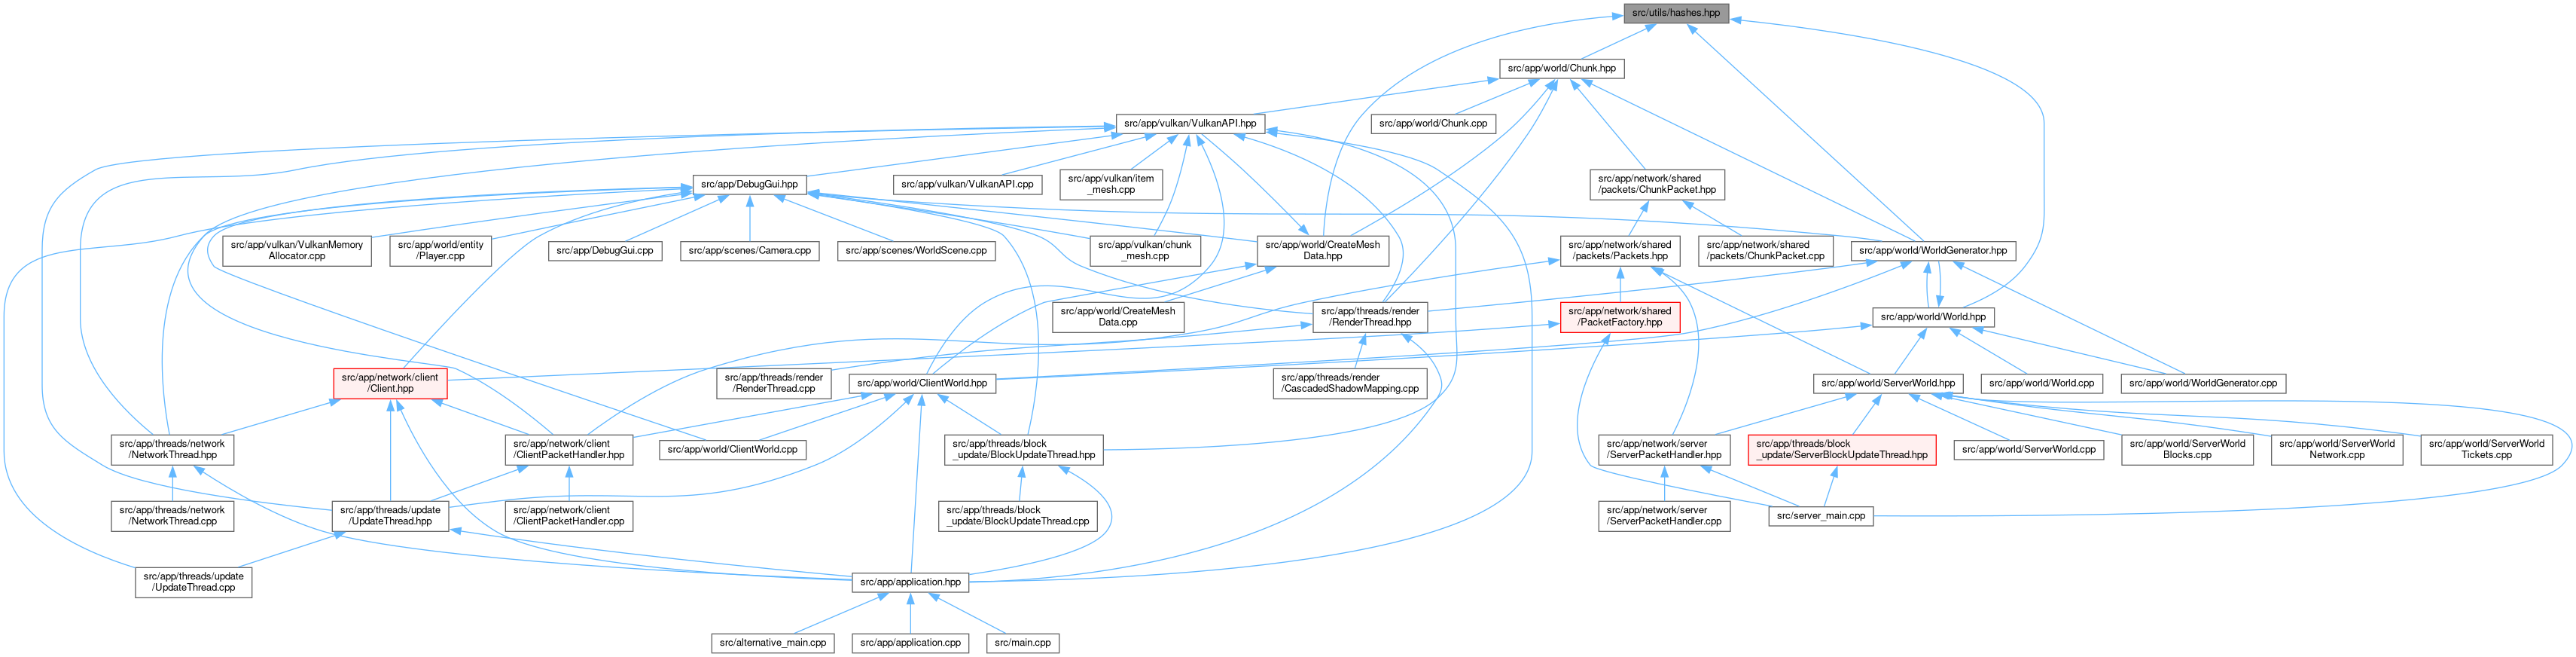 src/utils/hashes.hpp
src/app/world/Chunk.hpp
src/app/vulkan/VulkanAPI.hpp
src/app/world/Chunk.cpp
src/app/DebugGui.hpp
src/app/vulkan/VulkanAPI.cpp
src/app/vulkan/item
_mesh.cpp
src/app/network/shared
/packets/ChunkPacket.hpp
src/app/vulkan/VulkanMemory
Allocator.cpp
src/app/world/entity
/Player.cpp
src/app/DebugGui.cpp
src/app/scenes/Camera.cpp
src/app/scenes/WorldScene.cpp
src/app/vulkan/chunk
_mesh.cpp
src/app/world/CreateMesh
Data.hpp
src/app/network/shared
/packets/Packets.hpp
src/app/network/shared
/packets/ChunkPacket.cpp
src/app/world/WorldGenerator.hpp
src/app/world/CreateMesh
Data.cpp
src/app/threads/render
/RenderThread.hpp
src/app/network/shared
/PacketFactory.hpp
src/app/world/World.hpp
src/app/network/client
/Client.hpp
src/app/threads/render
/RenderThread.cpp
src/app/world/ClientWorld.hpp
src/app/threads/render
/CascadedShadowMapping.cpp
src/app/world/ServerWorld.hpp
src/app/world/World.cpp
src/app/world/WorldGenerator.cpp
src/app/threads/network
/NetworkThread.hpp
src/app/network/client
/ClientPacketHandler.hpp
src/app/world/ClientWorld.cpp
src/app/threads/block
_update/BlockUpdateThread.hpp
src/app/network/server
/ServerPacketHandler.hpp
src/app/threads/block
_update/ServerBlockUpdateThread.hpp
src/app/world/ServerWorld.cpp
src/app/world/ServerWorld
Blocks.cpp
src/app/world/ServerWorld
Network.cpp
src/app/world/ServerWorld
Tickets.cpp
src/app/threads/network
/NetworkThread.cpp
src/app/threads/update
/UpdateThread.hpp
src/app/network/client
/ClientPacketHandler.cpp
src/app/threads/block
_update/BlockUpdateThread.cpp
src/app/network/server
/ServerPacketHandler.cpp
src/server_main.cpp
src/app/threads/update
/UpdateThread.cpp
src/app/application.hpp
src/alternative_main.cpp
src/app/application.cpp
src/main.cpp